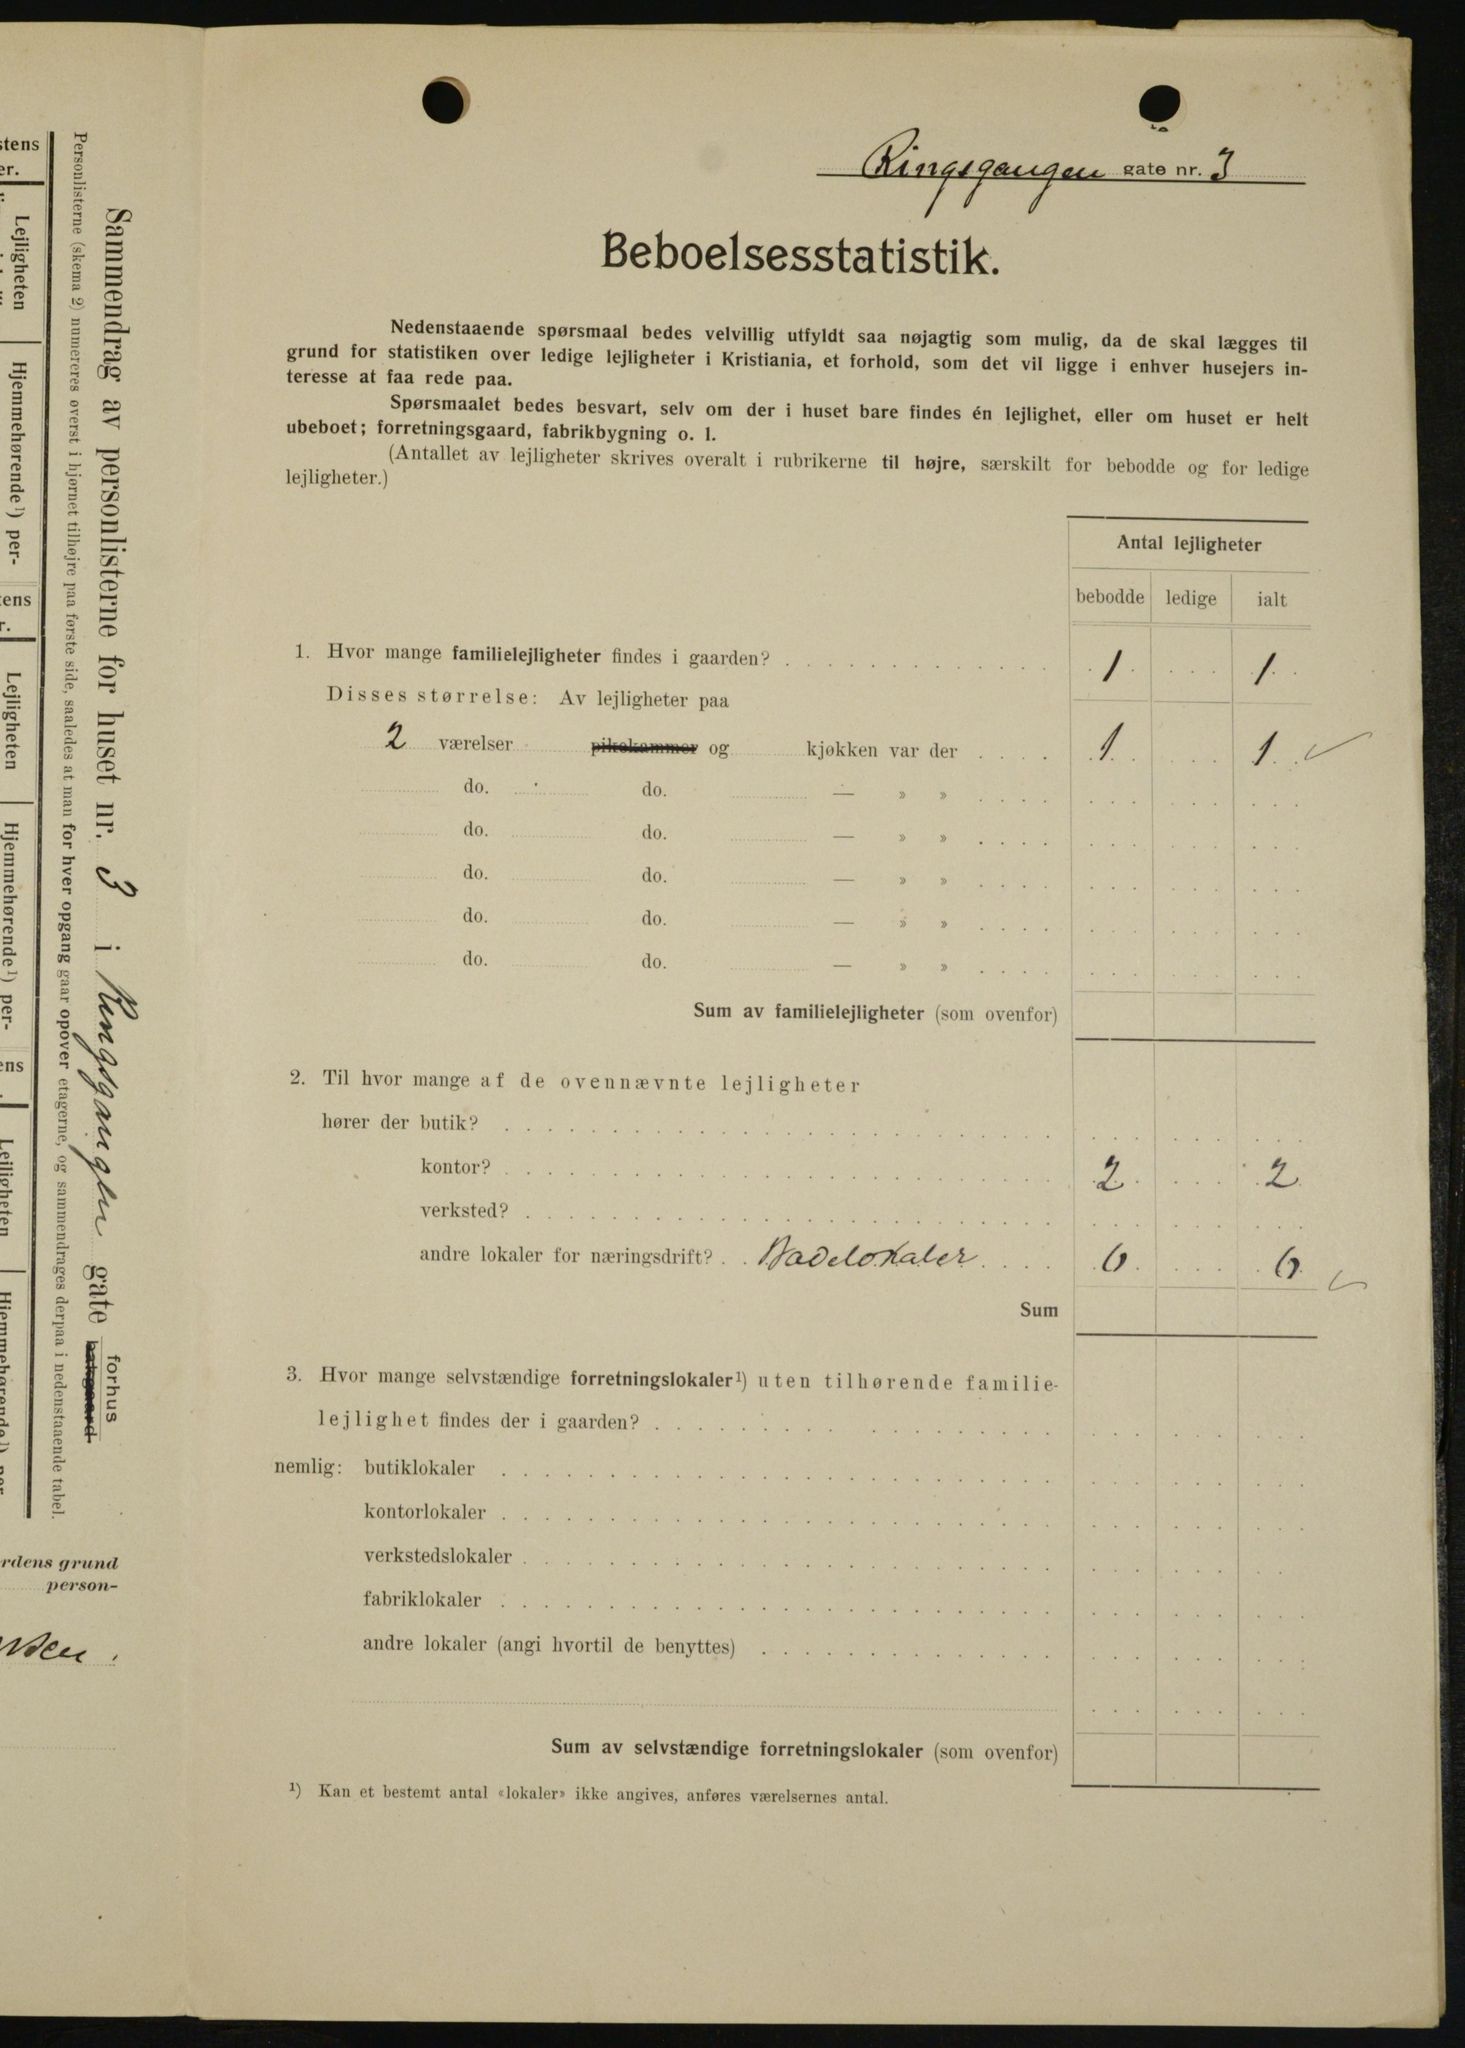 Ringsgangen gate nr. 3
Beboelsesstatistik.
Nedenstaaende spørsmaal bedes velvillig utfyldt saa nøjagtig som mulig, da de skal lægges til
grund for statistiken over ledige lejligheter i Kristiania, et forhold, som det vil ligge i enhver husejers in-
teresse at faa rede paa.
Spørsmaalet bedes besvart, selv om der i huset bare findes én lejlighet, eller om huset er helt
ubeboet; forretningsgaard, fabrikbygning o. l.
(Antallet av lejligheter skrives overalt i rubrikerne til højre, særskilt for bebodde og for ledige
lejligheter.)
Antal lejligheter
bebodde ledige ialt
1. Hvor mange familielejligheter findes i gaarden? 1 1
Disses størrelse: Av lejligheter paa
2 værelser pikekammer og kjøkken var der 1 1 ✓
do. do. — » »
do. do. — » »
do. do. — » »
do. do. — » »
do. do. — » »
Sum av familielejligheter (som ovenfor)
2. Til hvor mange af de ovennævnte lejligheter
hører der butik?
kontor? 2 2
verksted?
andre lokaler for næringsdrift? Badelokaler 6 6 ✓
Sum
3. Hvor mange selvstændige forretningslokaler¹) uten tilhørende familie-
lejlighet findes der i gaarden?
nemlig: butiklokaler
kontorlokaler
verkstedslokaler
fabriklokaler
andre lokaler (angi hvortil de benyttes)
Sum av selvstændige forretningslokaler (som ovenfor)
¹) Kan et bestemt antal «lokaler» ikke angives, anføres værelsernes antal.
Sammendrag av personlisterne for huset nr. 3 i Ringsgangen gate forhus bakgaard
Personlisterne (skema 2) numereres øverst i hjørnet tilhøjre paa første side, saaledes at man for hver opgang gaar opover etagerne, og sammendrages derpaa i nedenstaaende tabel.
stens
er.
Lejligheten
Hjemmehørende¹) per-
tens
r.
Lejligheten
Hjemmehørende¹) per-
ens
Lejligheten
Hjemmehørende¹) per
rdens grund
person-